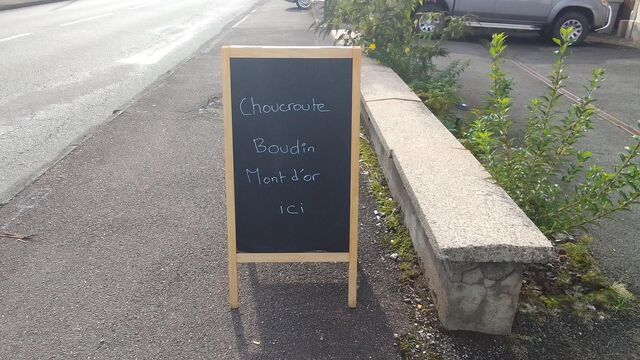 Choucroute
Boudin
Mont d'or
ici